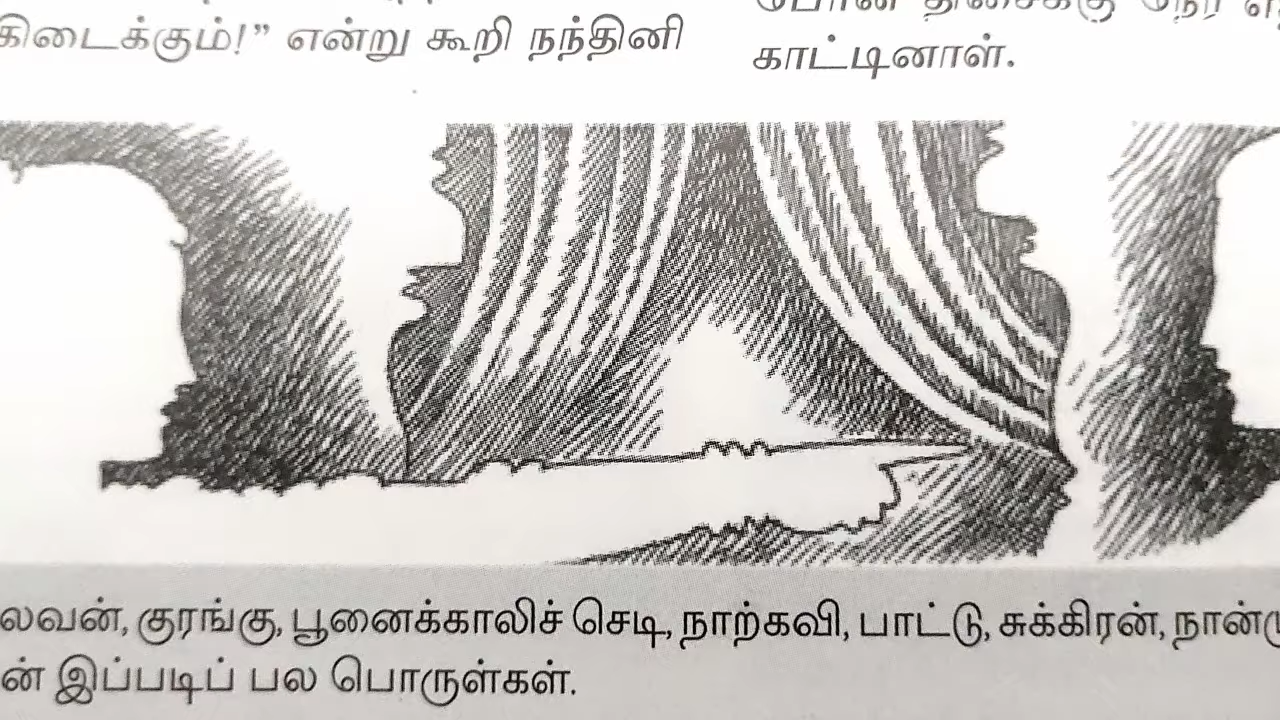 கிடைக்கும்!” என்று கூறி நந்தினி
காட்டினாள்.
லவன், குரங்கு, பூனைக்காலிச் செடி, நாற்கவி, பாட்டு, சுக்கிரன்,
ன் இப்படிப் பல பொருள்கள்.